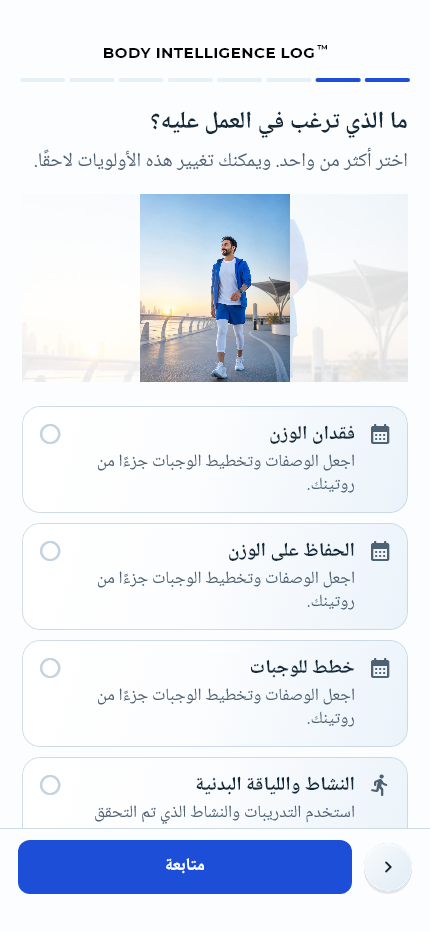 BODY INTELLIGENCE LOG™
ما الذي ترغب في العمل عليه؟
اختر أكثر من واحد. ويمكنك تغيير هذه الأولويات لاحقًا.
فقدان الوزن
اجعل الوصفات وتخطيط الوجبات جزءًا من
روتينك.
الحفاظ على الوزن
اجعل الوصفات وتخطيط الوجبات جزءًا من
روتينك.
خطط للوجبات
اجعل الوصفات وتخطيط الوجبات جزءًا من
روتينك.
النشاط واللياقة البدنية
استخدم التدريبات والنشاط الذي تم التحقق
متابعة